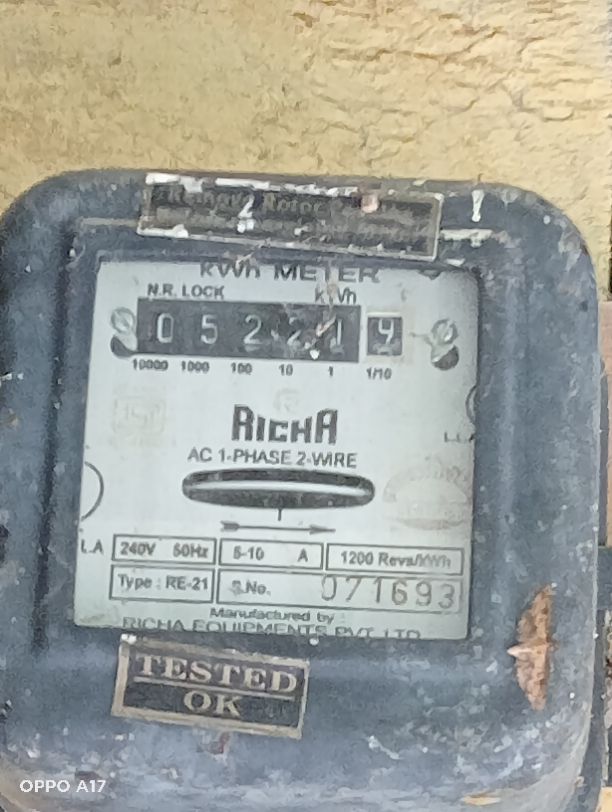 kWh METER
N.R. LOCK kWh
0 5 2 2 1 9
10000 1000 100 10 1 1/10
RICHA
AC 1-PHASE 2-WIRE
240V 50Hz 5-10 A 1200 Revs/kWh
Type : RE-21 S.No. 071693
Manufactured by
RICHA EQUIPMENTS PVT. LTD.
TESTED
OK
OPPO A17